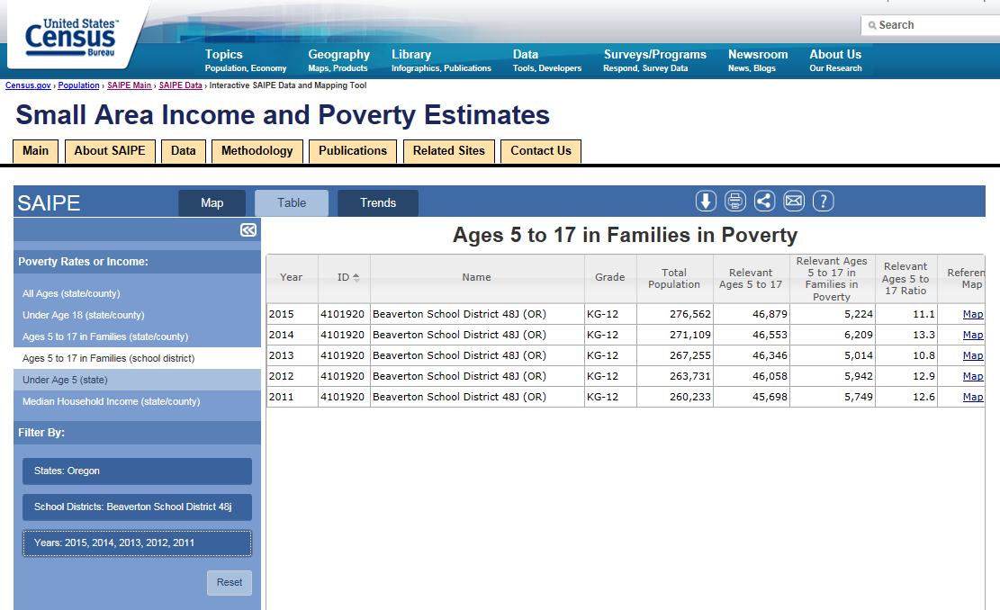 United States™
Census
Bureau
Search
Topics
Population, Economy
Geography
Maps, Products
Library
Infographics, Publications
Data
Tools, Developers
Surveys/Programs
Respond, Survey Data
Newsroom
News, Blogs
About Us
Our Research
Census.gov › Population › SAIPE Main › SAIPE Data › Interactive SAIPE Data and Mapping Tool
Small Area Income and Poverty Estimates
Main About SAIPE Data Methodology Publications Related Sites Contact Us
SAIPE Map Table Trends ?
Poverty Rates or Income:
All Ages (state/county)
Under Age 18 (state/county)
Ages 5 to 17 in Families (state/county)
Ages 5 to 17 in Families (school district)
Under Age 5 (state)
Median Household Income (state/county)
Filter By:
States: Oregon
School Districts: Beaverton School District 48j
Years: 2015, 2014, 2013, 2012, 2011
Reset
Ages 5 to 17 in Families in Poverty
Year
ID
Name
Grade
Total
Population
Relevant
Ages 5 to 17
Relevant Ages
5 to 17 in
Families in
Poverty
Relevant
Ages 5 to
17 Ratio
Referen
Map
2015 4101920 Beaverton School District 48J (OR) KG-12 276,562 46,879 5,224 11.1 Map
2014 4101920 Beaverton School District 48J (OR) KG-12 271,109 46,553 6,209 13.3 Map
2013 4101920 Beaverton School District 48J (OR) KG-12 267,255 46,346 5,014 10.8 Map
2012 4101920 Beaverton School District 48J (OR) KG-12 263,731 46,058 5,942 12.9 Map
2011 4101920 Beaverton School District 48J (OR) KG-12 260,233 45,698 5,749 12.6 Map